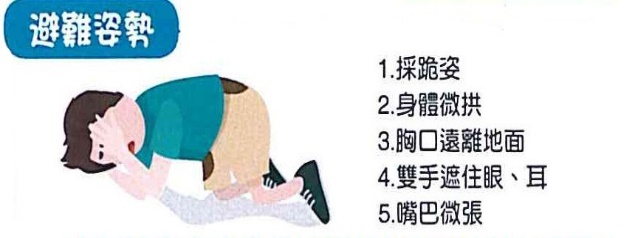 避難姿勢
1.採跪姿
2.身體微拱
3.胸口遠離地面
4.雙手遮住眼、耳
5.嘴巴微張